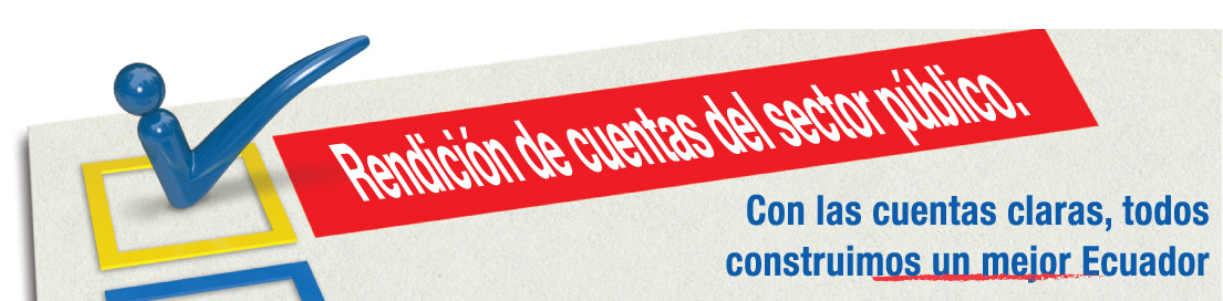 Rendición de cuentas del sector público.
Con las cuentas claras, todos
construimos un mejor Ecuador